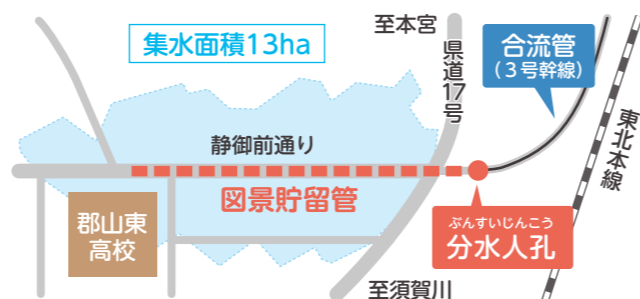 集水面積13ha
至本宮
県道17号
合流管
(3号幹線)
東北本線
静御前通り
図景貯留管
郡山東
高校
ぶんすいじんこう
分水人孔
至須賀川